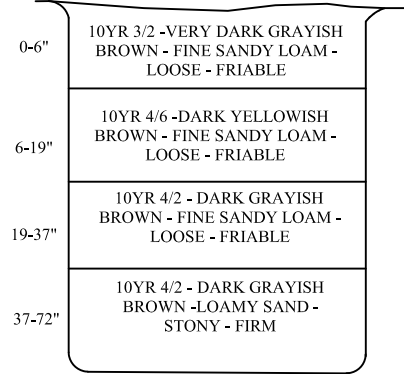 0-6"
10YR 3/2 -VERY DARK GRAYISH
BROWN - FINE SANDY LOAM -
LOOSE - FRIABLE
6-19"
10YR 4/6 -DARK YELLOWISH
BROWN - FINE SANDY LOAM -
LOOSE - FRIABLE
19-37"
10YR 4/2 - DARK GRAYISH
BROWN - FINE SANDY LOAM -
LOOSE - FRIABLE
37-72"
10YR 4/2 - DARK GRAYISH
BROWN -LOAMY SAND -
STONY - FIRM